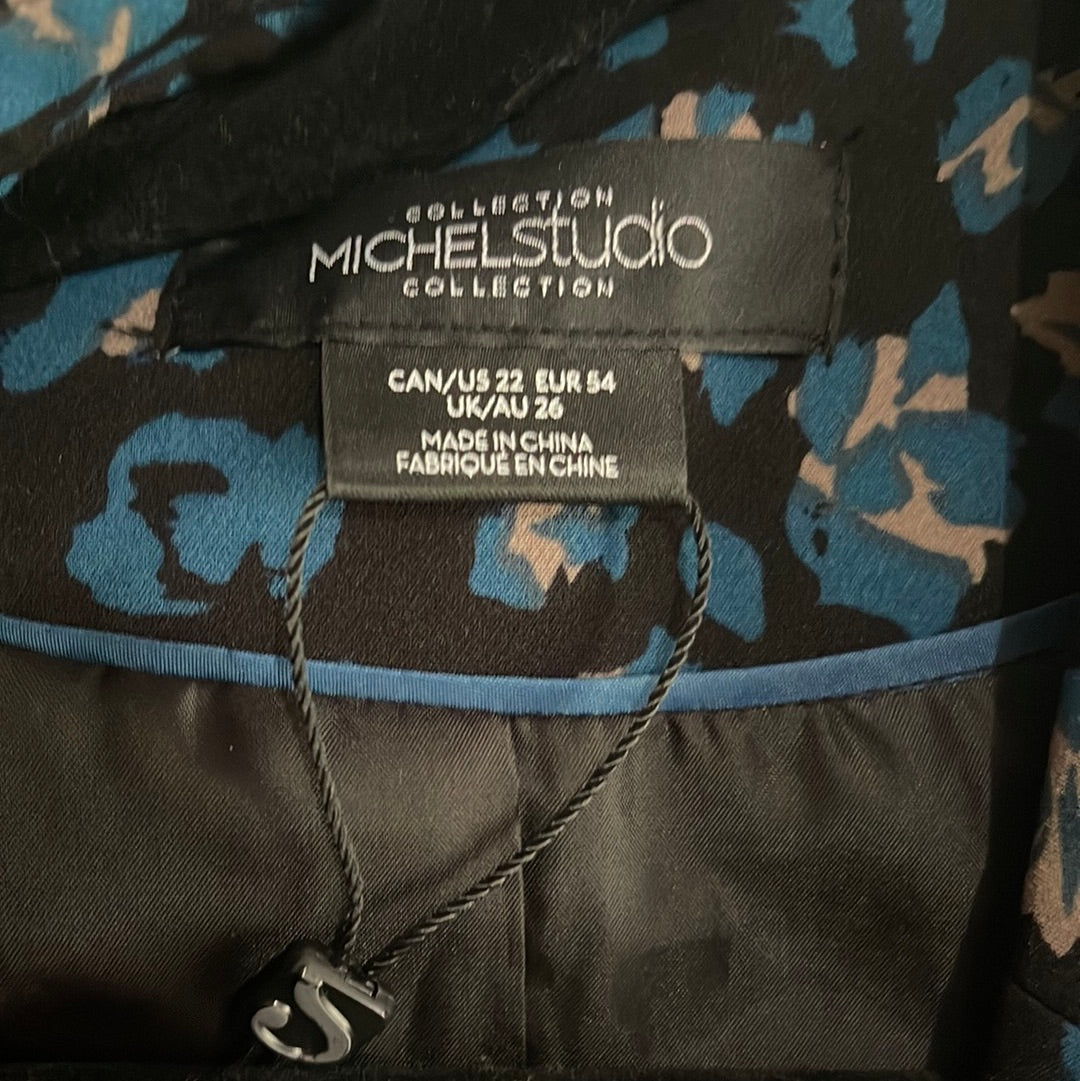 COLLECTION
MICHELStudio
COLLECTION
CAN/US 22 EUR 54
UK/AU 26
MADE IN CHINA
FABRIQUÉ EN CHINE